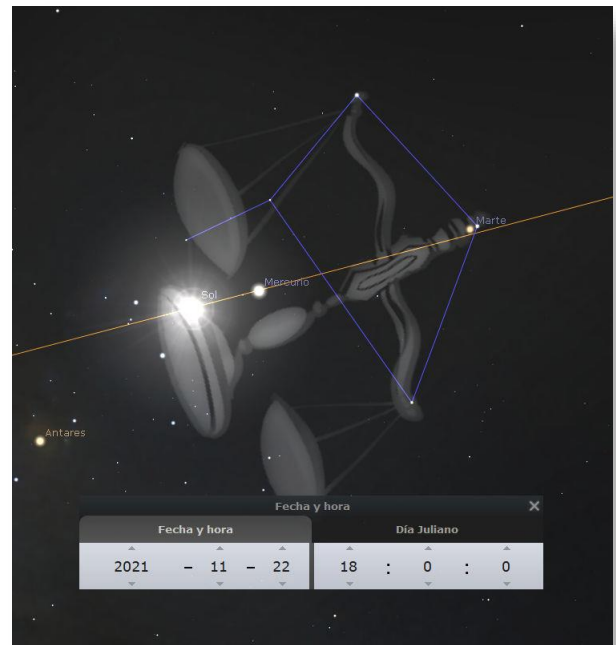 Marte
Mercurio
Sol
Antares
Fecha y hora
Fecha y hora Día Juliano
2021 - 11 - 22 18 : 0 : 0